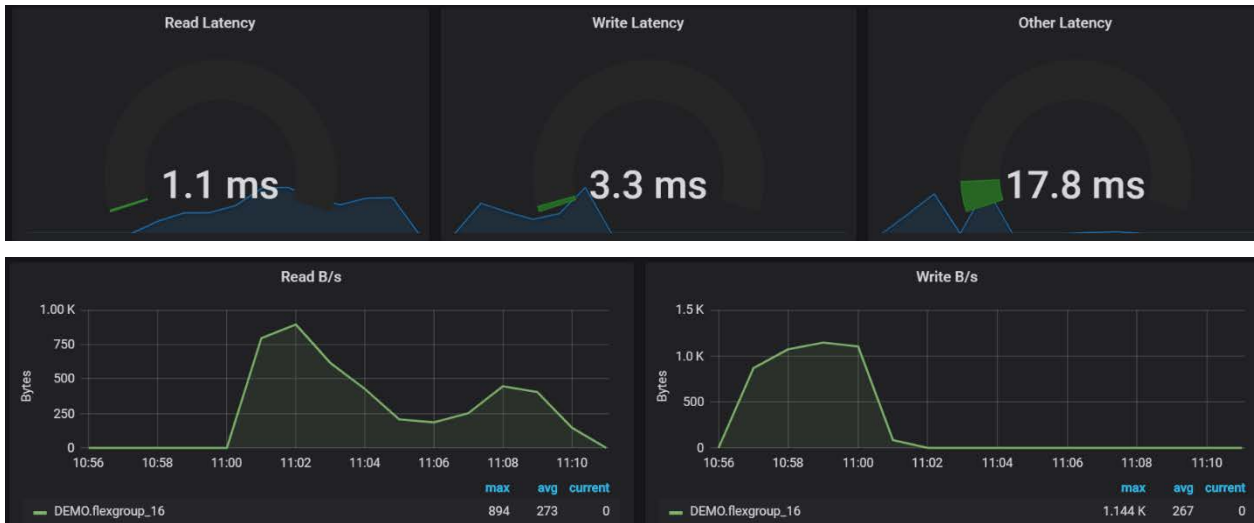 Read Latency
Write Latency
Other Latency
1.1 ms
3.3 ms
17.8 ms
Read B/s
1.00 K
750
500
250
0
Bytes
10:56 10:58 11:00 11:02 11:04 11:06 11:08 11:10
max avg current
DEMO.flexgroup_16 894 273 0
Write B/s
1.5 K
1.0 K
500
0
Bytes
10:56 10:58 11:00 11:02 11:04 11:06 11:08 11:10
max avg current
DEMO.flexgroup_16 1.144 K 267 0